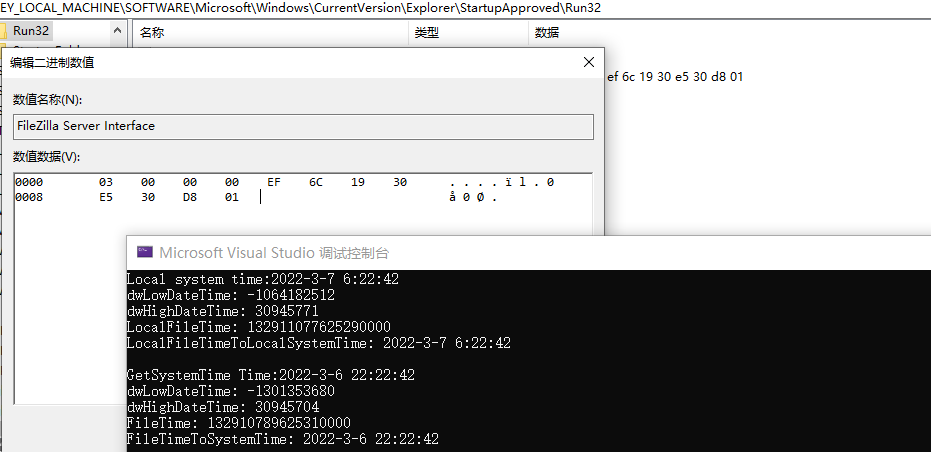 EY_LOCAL_MACHINE\SOFTWARE\Microsoft\Windows\CurrentVersion\Explorer\StartupApproved\Run32
Run32
名称 类型 数据
编辑二进制数值
ef 6c 19 30 e5 30 d8 01
数值名称(N):
FileZilla Server Interface
数值数据(V):
0000 03 00 00 00 EF 6C 19 30 . . . . ï l . 0
0008 E5 30 D8 01 å 0 Ø .
Microsoft Visual Studio 调试控制台
Local system time:2022-3-7 6:22:42
dwLowDateTime: -1064182512
dwHighDateTime: 30945771
LocalFileTime: 132911077625290000
LocalFileTimeToLocalSystemTime: 2022-3-7 6:22:42
GetSystemTime Time:2022-3-6 22:22:42
dwLowDateTime: -1301353680
dwHighDateTime: 30945704
FileTime: 132910789625310000
FileTimeToSystemTime: 2022-3-6 22:22:42